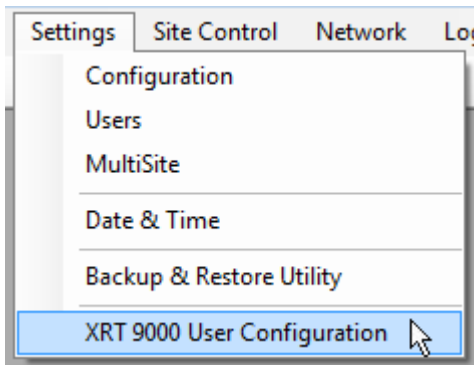 Settings Site Control Network
Configuration
Users
MultiSite
Date & Time
Backup & Restore Utility
XRT 9000 User Configuration